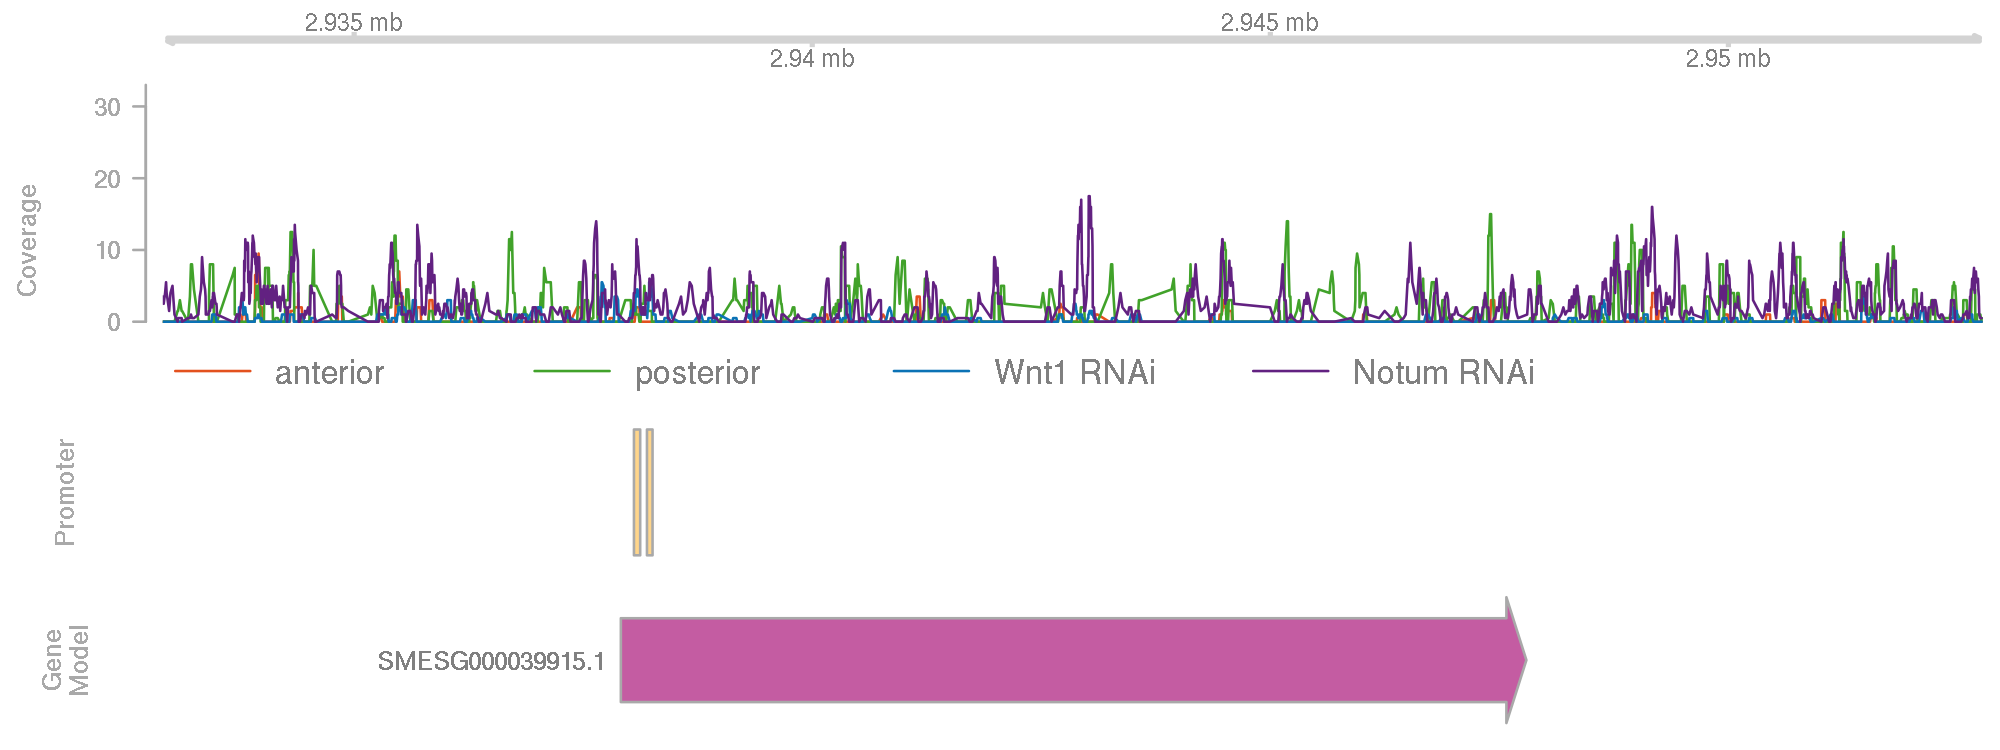 2.935 mb
2.945 mb
2.94 mb
2.95 mb
30
20
10
0
Coverage
anterior
posterior
Wnt1 RNAi
Notum RNAi
Promoter
Gene
Model
SMESG000039915.1